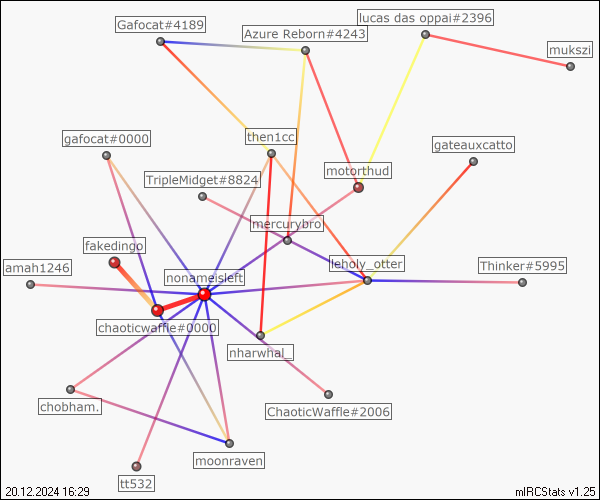 Gafocat#4189
lucas das oppai#2396
Azure Reborn#4243
mukszi
gafocat#0000
then1cc
gateauxcatto
motorthud
TripleMidget#8824
mercurybro
fakedingo
leholy_otter
amah1246
nonameisleft
Thinker#5995
chaoticwaffle#0000
nharwhal_
chobham.
ChaoticWaffle#2006
moonraven
tt532
20.12.2024 16:29
mIRCStats v1.25